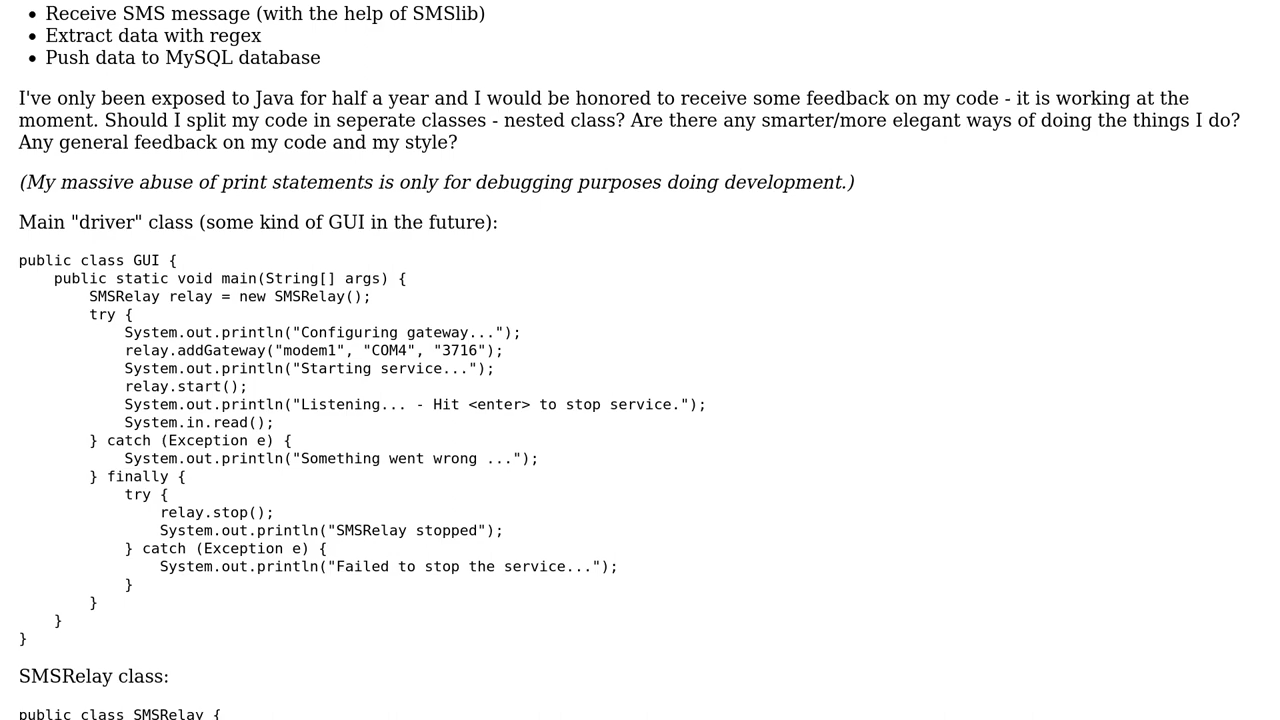 • Receive SMS message (with the help of SMSlib)
• Extract data with regex
• Push data to MySQL database
I've only been exposed to Java for half a year and I would be honored to receive some feedback on my code - it is working at the
moment. Should I split my code in seperate classes - nested class? Are there any smarter/more elegant ways of doing the things I do?
Any general feedback on my code and my style?
(My massive abuse of print statements is only for debugging purposes doing development.)
Main "driver" class (some kind of GUI in the future):
public class GUI {
    public static void main(String[] args) {
        SMSRelay relay = new SMSRelay();
        try {
            System.out.println("Configuring gateway...");
            relay.addGateway("modem1", "COM4", "3716");
            System.out.println("Starting service...");
            relay.start();
            System.out.println("Listening... - Hit <enter> to stop service.");
            System.in.read();
        } catch (Exception e) {
            System.out.println("Something went wrong ...");
        } finally {
            try {
                relay.stop();
                System.out.println("SMSRelay stopped");
            } catch (Exception e) {
                System.out.println("Failed to stop the service...");
            }
        }
    }
}
SMSRelay class:
public class SMSRelay {